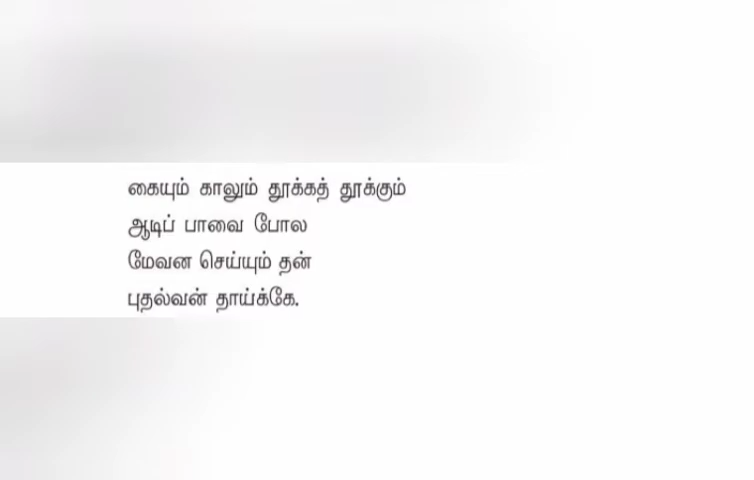 கையும் காலும் தூக்கத் தூக்கும்
ஆடிப் பாவை போல
மேவன செய்யும் தன்
புதல்வன் தாய்க்கே.